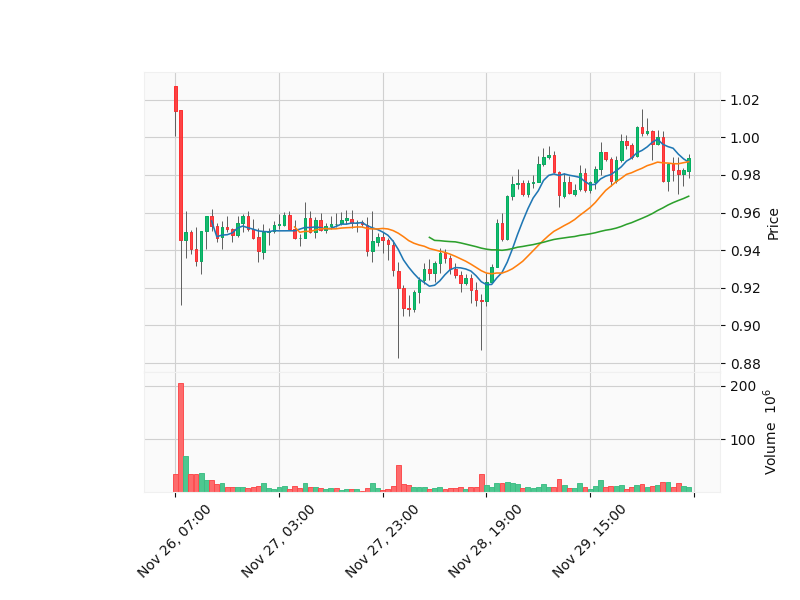 1.02
1.00
0.98
0.96
0.94
0.92
0.90
0.88
Price
200
100
Volume 10⁶
Nov 26, 07:00
Nov 27, 03:00
Nov 27, 23:00
Nov 28, 19:00
Nov 29, 15:00